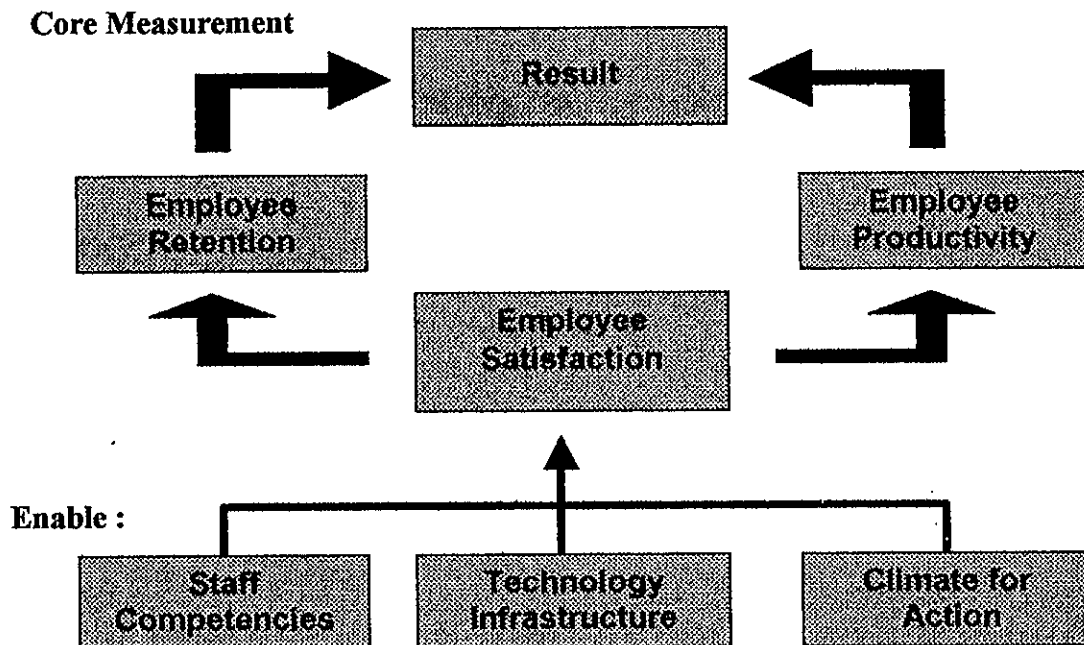 Core Measurement
Result
Employee
Retention
Employee
Productivity
Employee
Satisfaction
Enable :
Staff
Competencies
Technology
Infrastructure
Climate for
Action